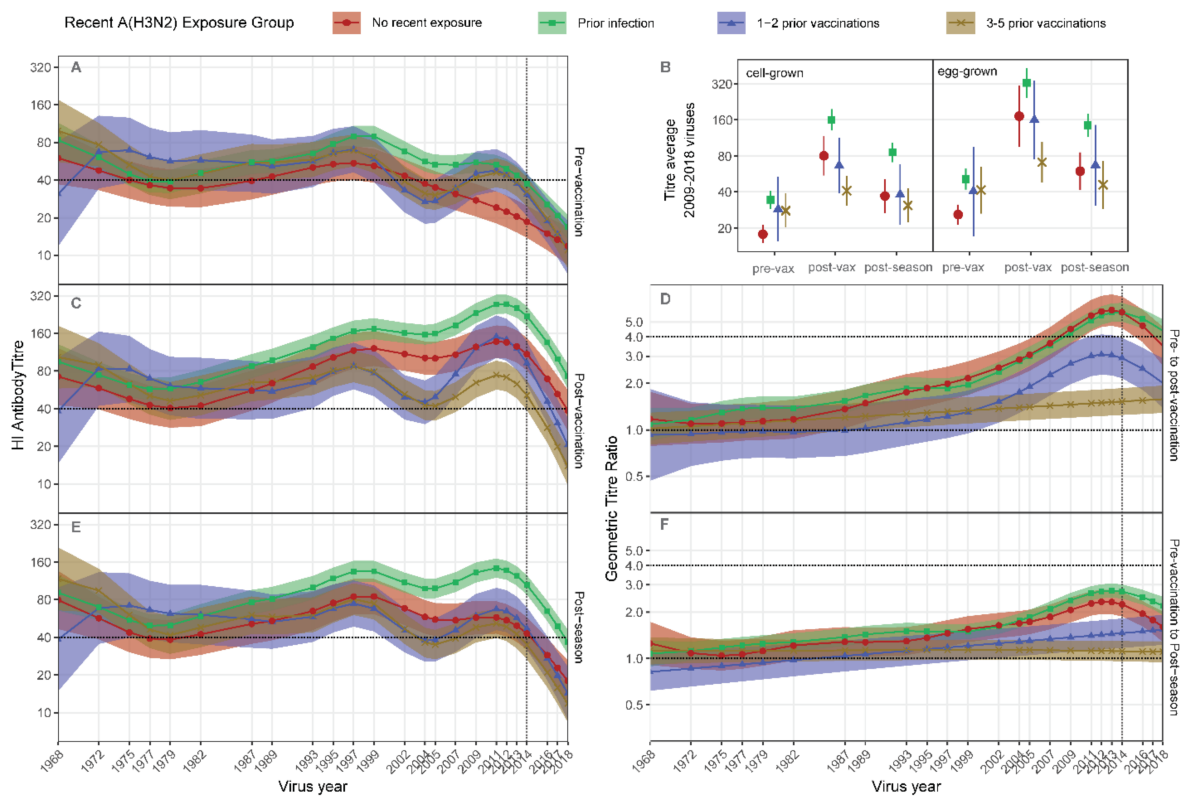 Recent A(H3N2) Exposure Group
No recent exposure
Prior infection
1−2 prior vaccinations
3-5 prior vaccinations
A
320
160
80
40
20
10
Pre−vaccination
C
320
160
80
40
20
10
Post−vaccination
E
320
160
80
40
20
10
Post−season
HI AntibodyTitre
1968
1972
1975
1977
1979
1982
1987
1989
1993
1995
1997
1999
2002
2004
2005
2007
2009
2011
2012
2013
2014
2016
2017
2018
Virus year
B
cell-grown
egg-grown
Titre average
2009-2018 viruses
320
160
80
40
20
pre-vax
post-vax
post-season
pre-vax
post-vax
post-season
D
5.0
4.0
3.0
2.0
1.0
0.5
Pre- to post-vaccination
F
5.0
4.0
3.0
2.0
1.0
0.5
Pre-vaccination to Post−season
Geometric Titre Ratio
1968
1972
1975
1977
1979
1982
1987
1989
1993
1995
1997
1999
2002
2004
2005
2007
2009
2011
2012
2013
2014
2016
2017
2018
Virus year